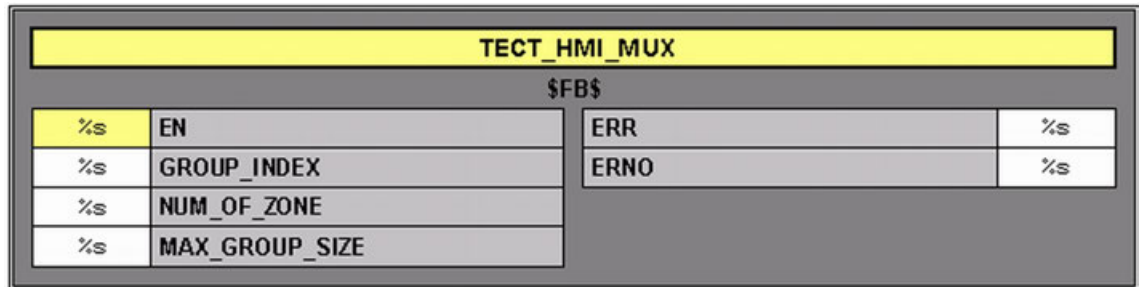 TECT_HMI_MUX
$FB$
%s EN ERR %s
%s GROUP_INDEX ERNO %s
%s NUM_OF_ZONE
%s MAX_GROUP_SIZE